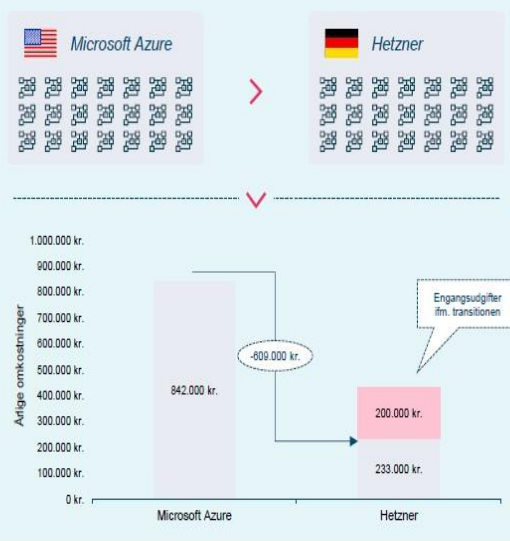 Microsoft Azure
Hetzner
1.000.000 kr.
900.000 kr.
800.000 kr.
700.000 kr.
600.000 kr.
500.000 kr.
400.000 kr.
300.000 kr.
200.000 kr.
100.000 kr.
0 kr.
Årlige omkostninger
842.000 kr.
-609.000 kr.
Engangsudgifter
ifm. transitionen
200.000 kr.
233.000 kr.
Microsoft Azure
Hetzner